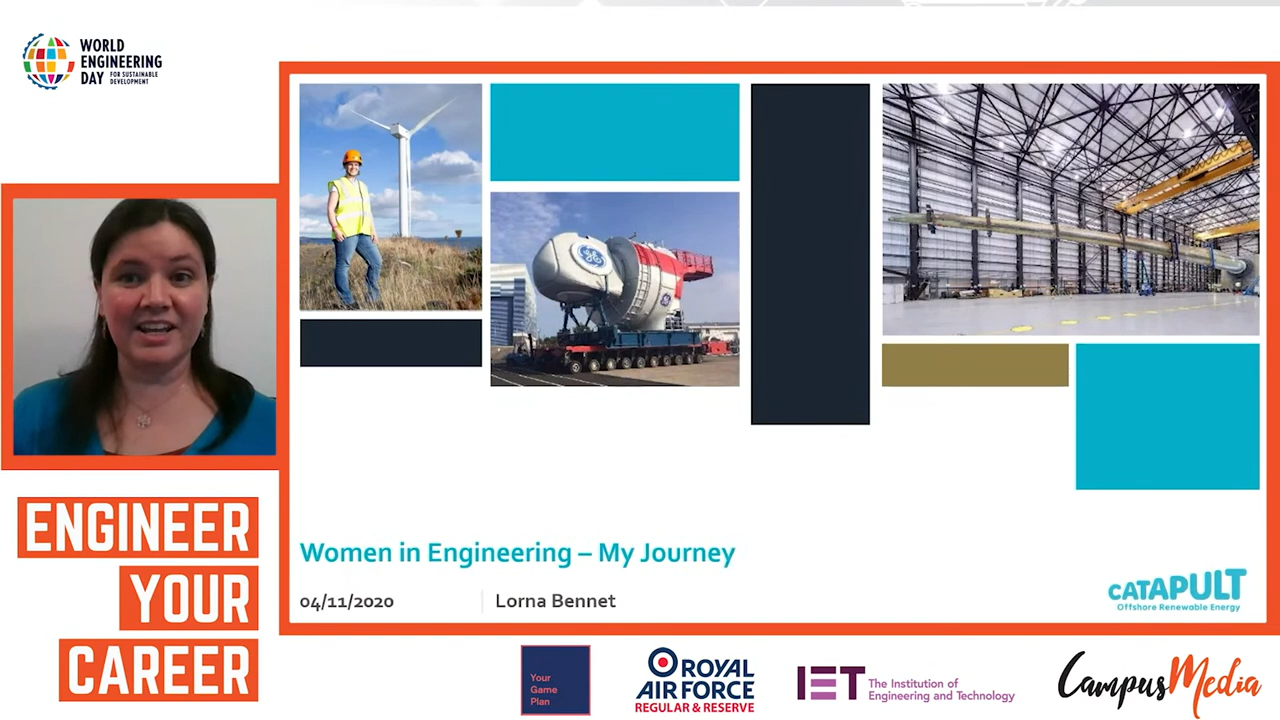 WORLD
ENGINEERING
DAY FOR SUSTAINABLE
DEVELOPMENT
GE
Women in Engineering – My Journey
04/11/2020
Lorna Bennet
CATAPULT
Offshore Renewable Energy
ENGINEER
YOUR
CAREER
Your
Game
Plan
ROYAL
AIR FORCE
REGULAR & RESERVE
IET The Institution of
Engineering and Technology
CampusMedia